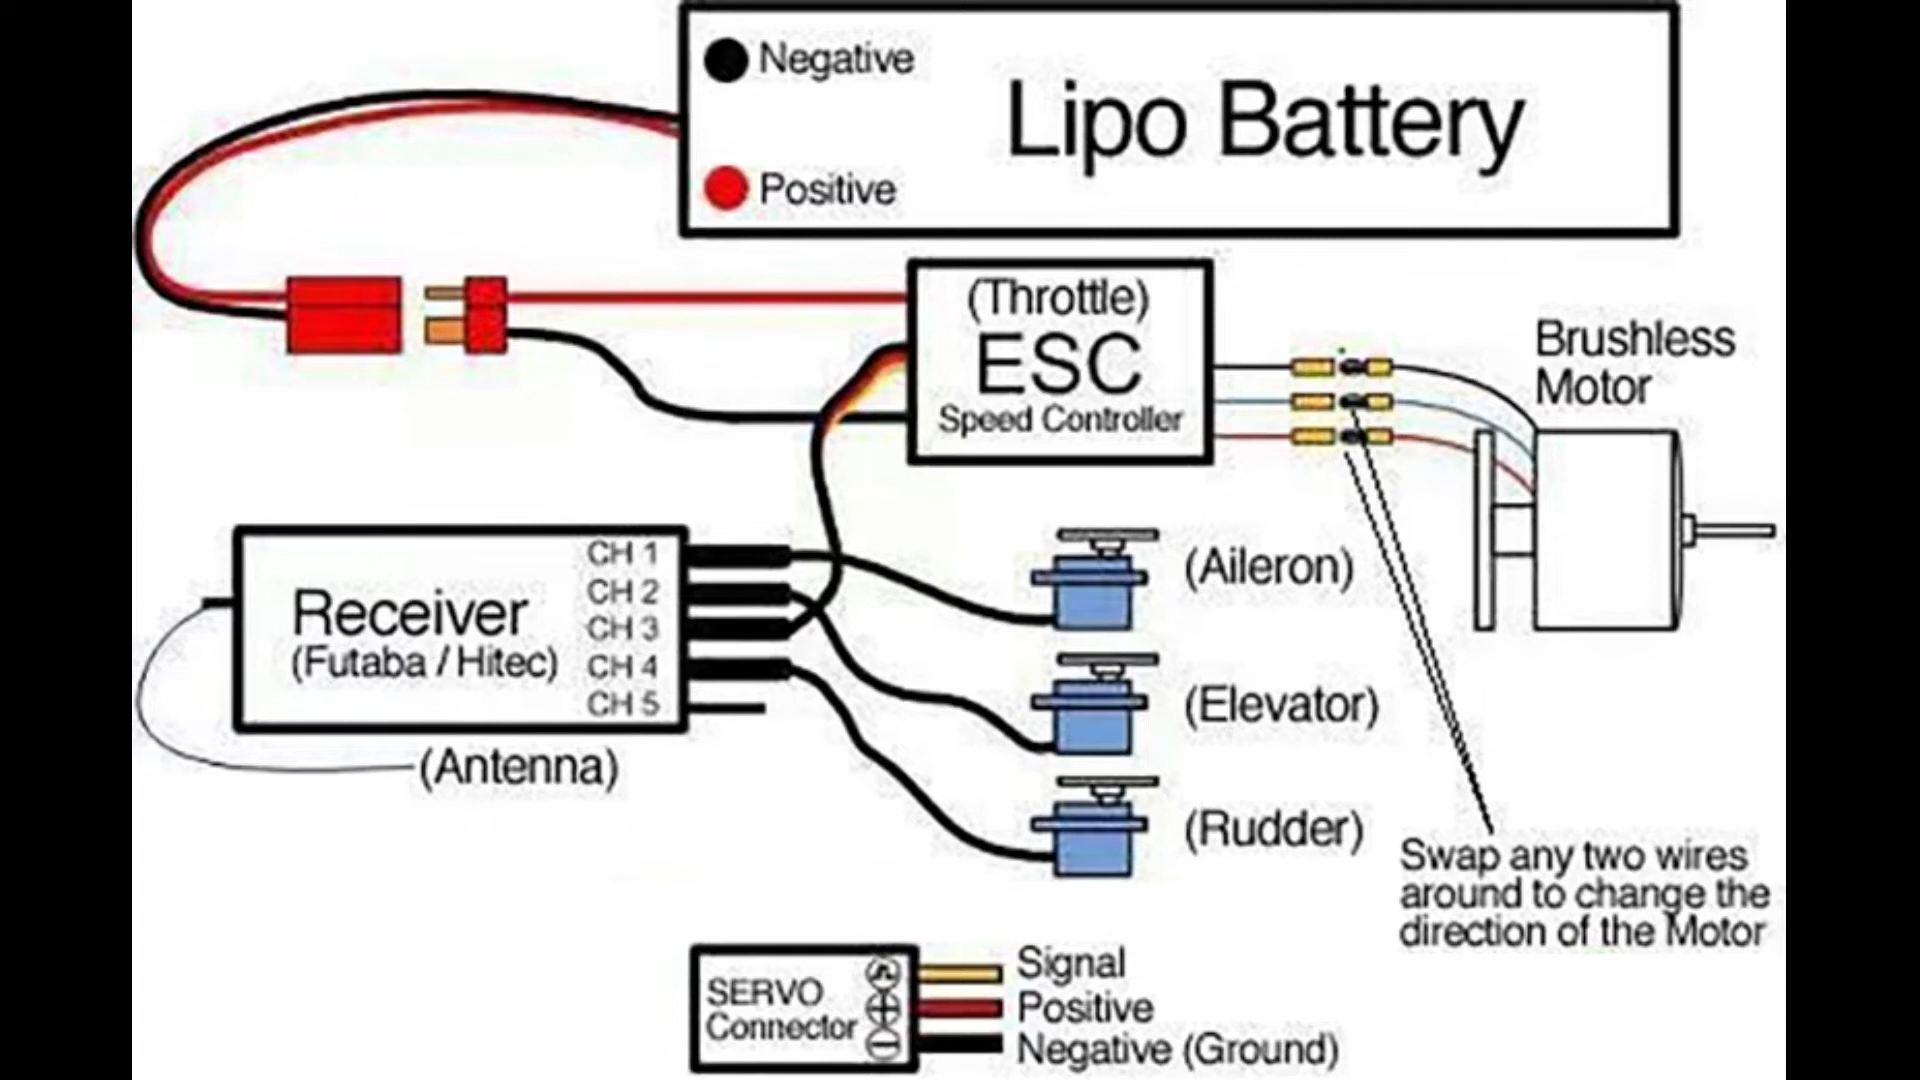 Negative
Lipo Battery
Positive
(Throttle)
ESC
Speed Controller
Brushless
Motor
Receiver
(Futaba / Hitec)
CH 1
CH 2
CH 3
CH 4
CH 5
(Antenna)
(Aileron)
(Elevator)
(Rudder)
Swap any two wires
around to change the
direction of the Motor
SERVO
Connector
Signal
Positive
Negative (Ground)